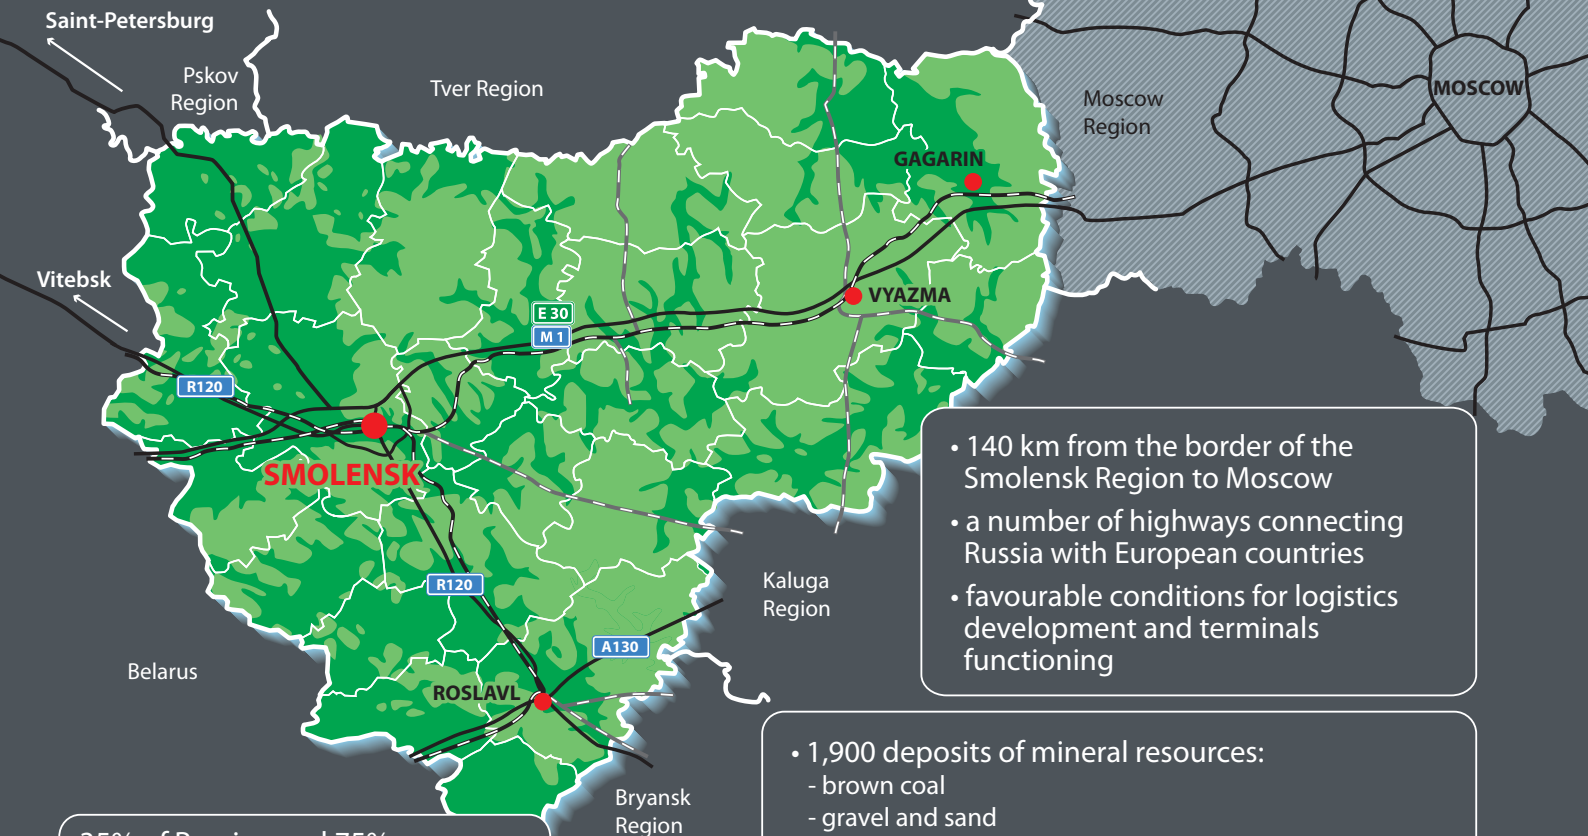 Saint-Petersburg
Pskov
Region
Tver Region
MOSCOW
Moscow
Region
GAGARIN
Vitebsk
VYAZMA
E 30
M 1
R120
SMOLENSK
• 140 km from the border of the
Smolensk Region to Moscow
• a number of highways connecting
Russia with European countries
• favourable conditions for logistics
development and terminals
functioning
R120
Kaluga
Region
A130
Belarus
ROSLAVL
• 1,900 deposits of mineral resources:
- brown coal
- gravel and sand
Bryansk
Region